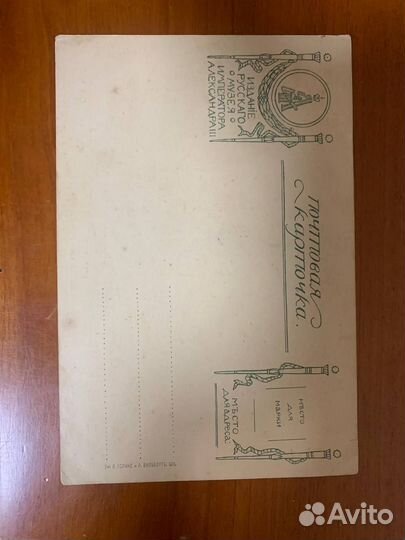 ИЗДАНІЕ
РУССКАГО
МУЗЕЯ
ИМПЕРАТОРА
АЛЕКСАНДРА III
ПОЧТОВАЯ
КАРТОЧКА.
МѢСТО
ДЛЯ
МАРКИ
МѢСТО
ДЛЯ АДРЕСА:
Avito